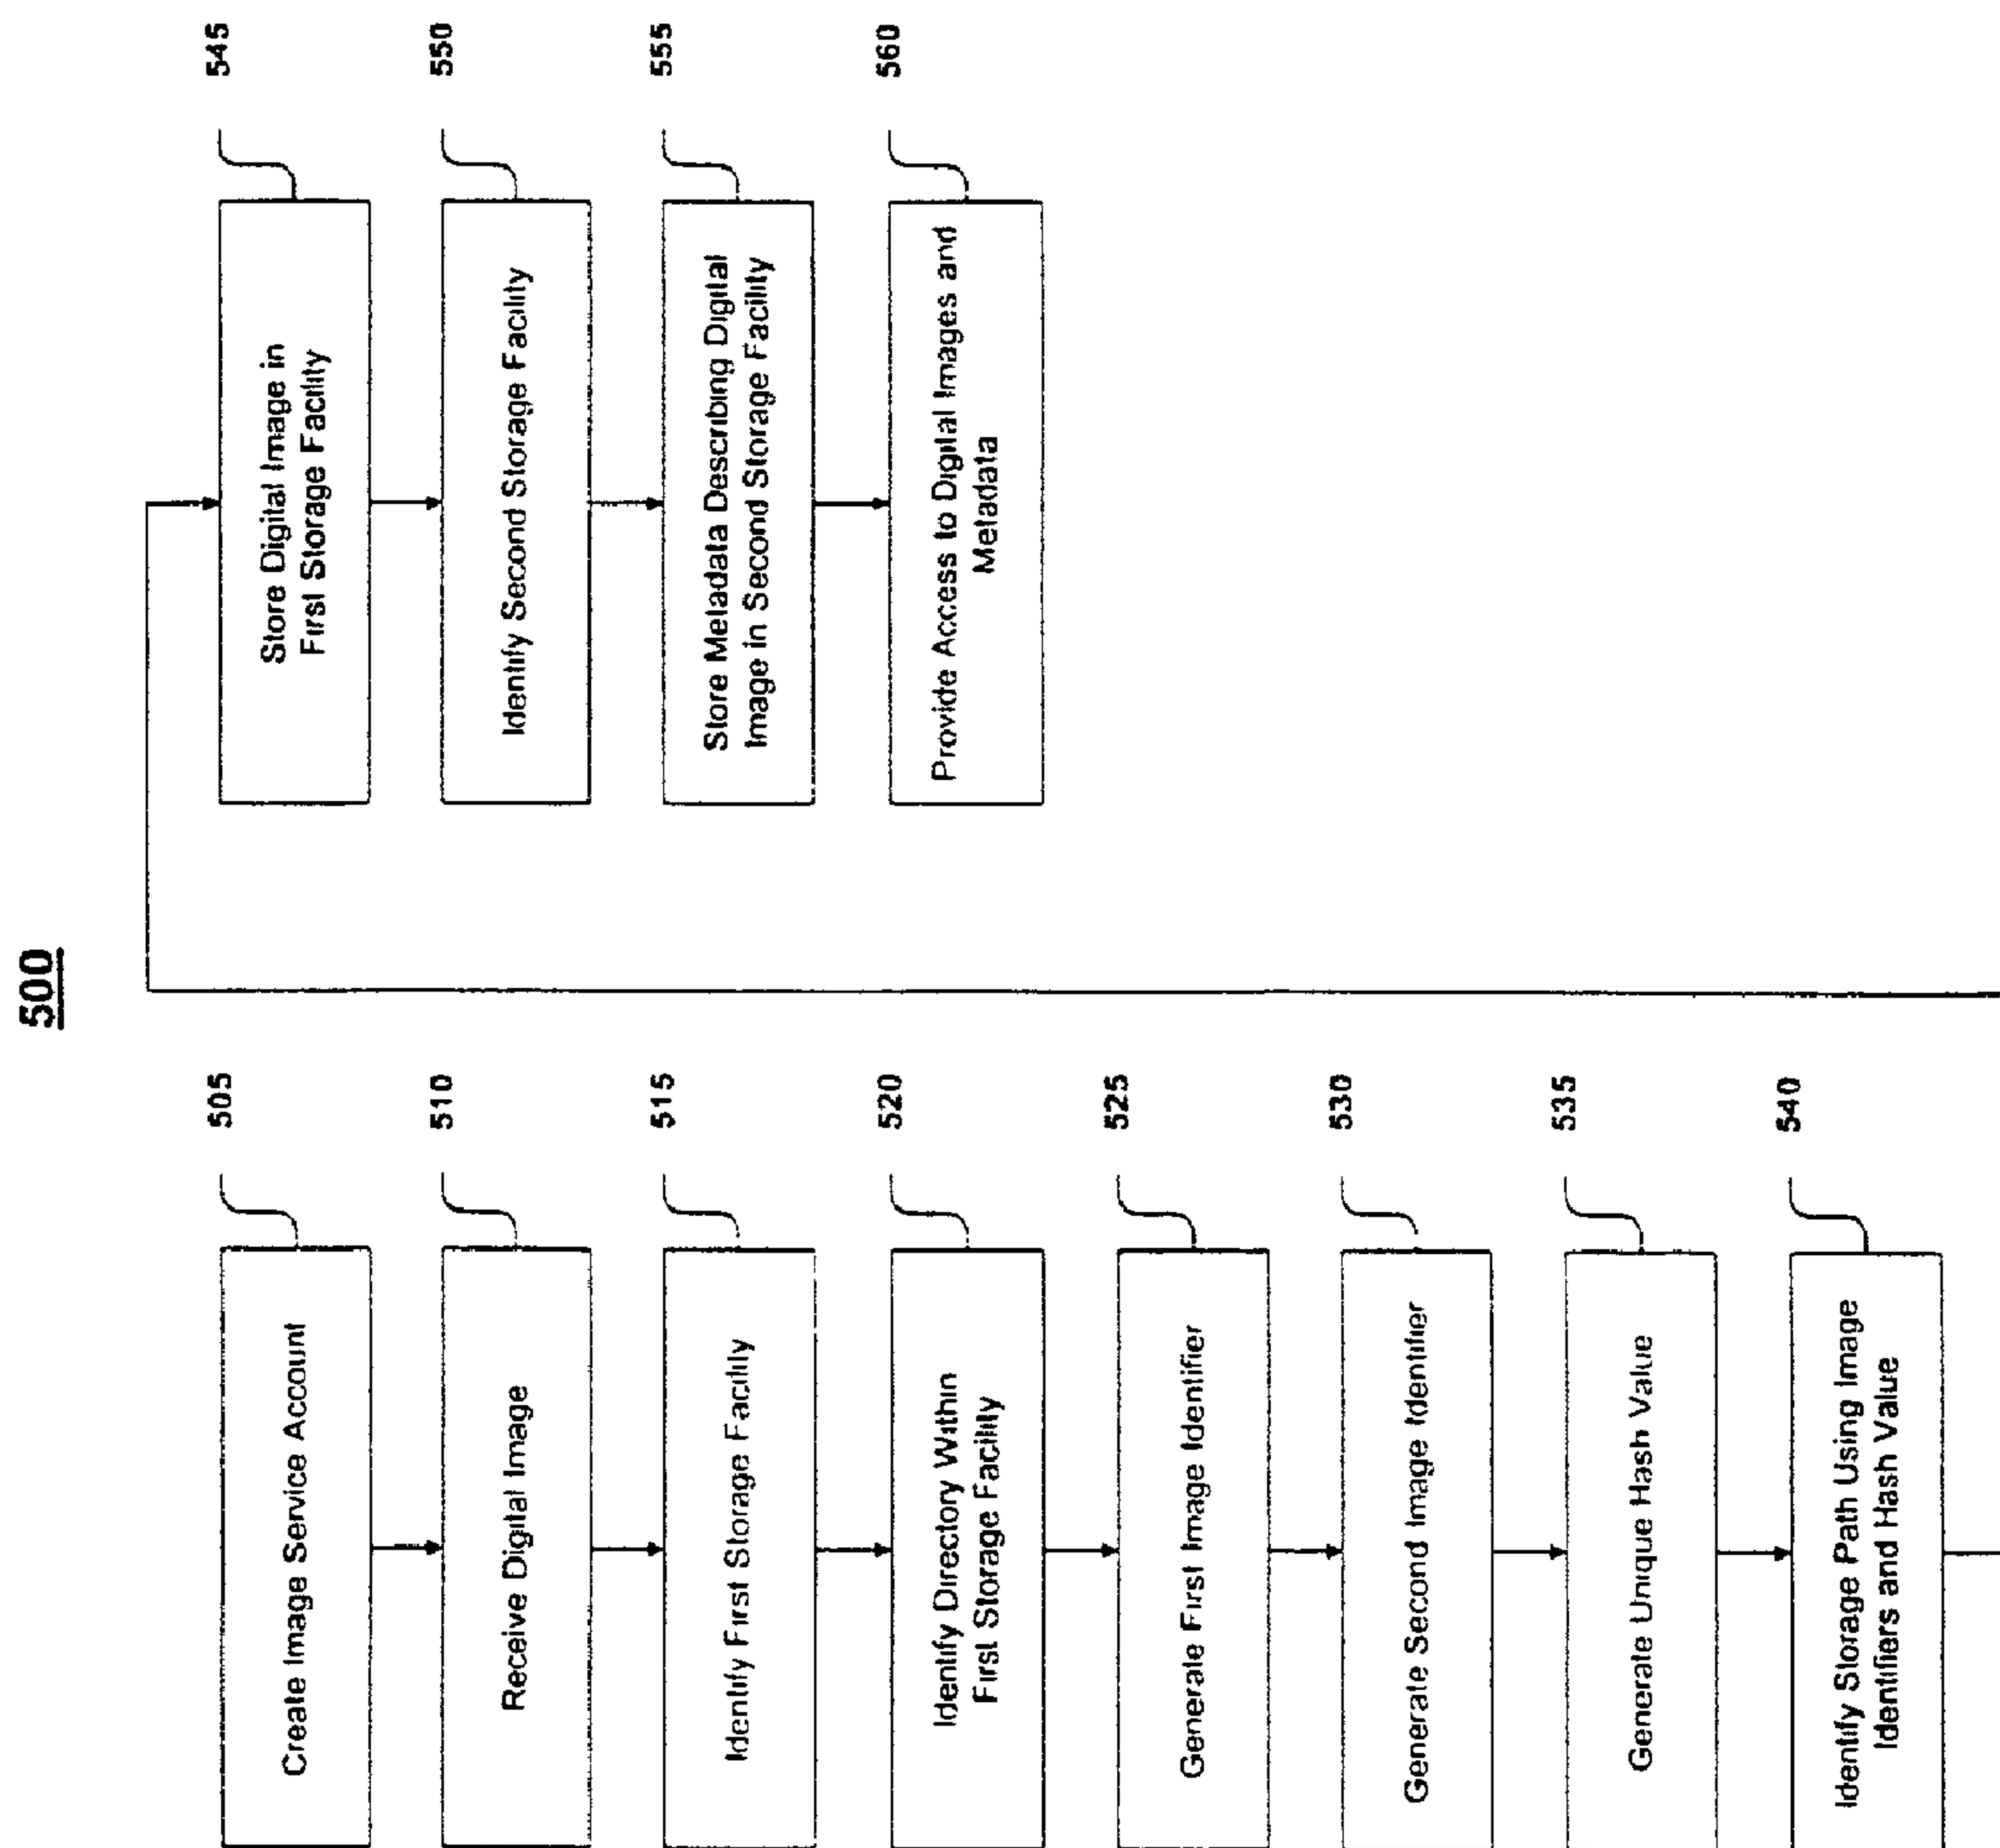 500
505
Create Image Service Account
510
Receive Digital Image
515
Identify First Storage Facility
520
Identify Directory Within
First Storage Facility
525
Generate First Image Identifier
530
Generate Second Image Identifier
535
Generate Unique Hash Value
540
Identify Storage Path Using Image
Identifiers and Hash Value
545
Store Digital Image in
First Storage Facility
550
Identify Second Storage Facility
555
Store Metadata Describing Digital
Image in Second Storage Facility
560
Provide Access to Digital Images and
Metadata